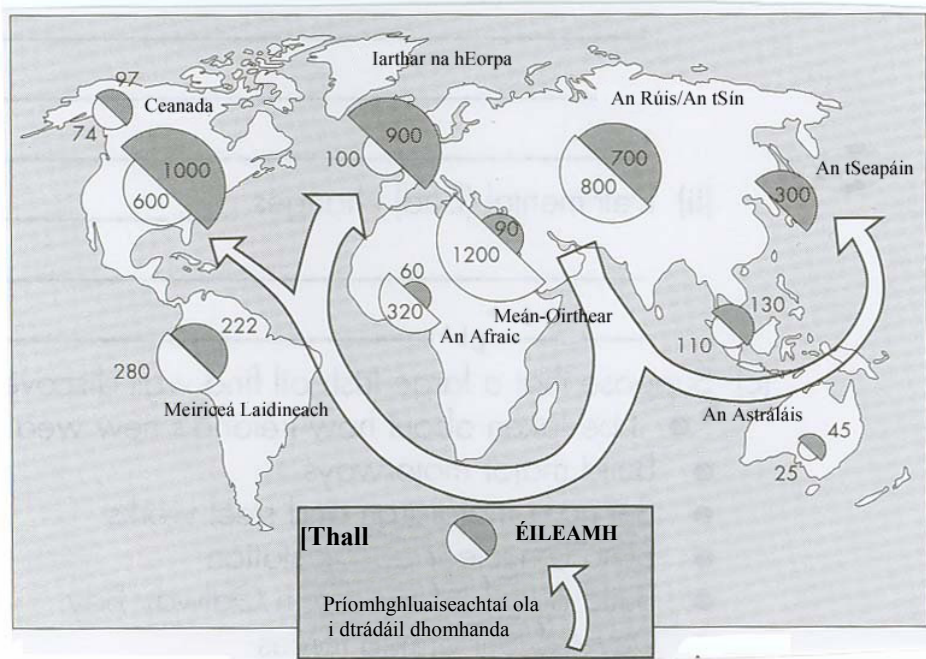 Iarthar na hEorpa
97
Ceanada
74
1000
600
900
100
An Rúis/An tSín
700
800
An tSeapáin
300
90
1200
60
320
Meán-Oirthear
An Afraic
130
110
222
280
Meiriceá Laidineach
An Astráláis
45
25
[Thall
ÉILEAMH
Príomhghluaiseachtaí ola
i dtrádáil dhomhanda